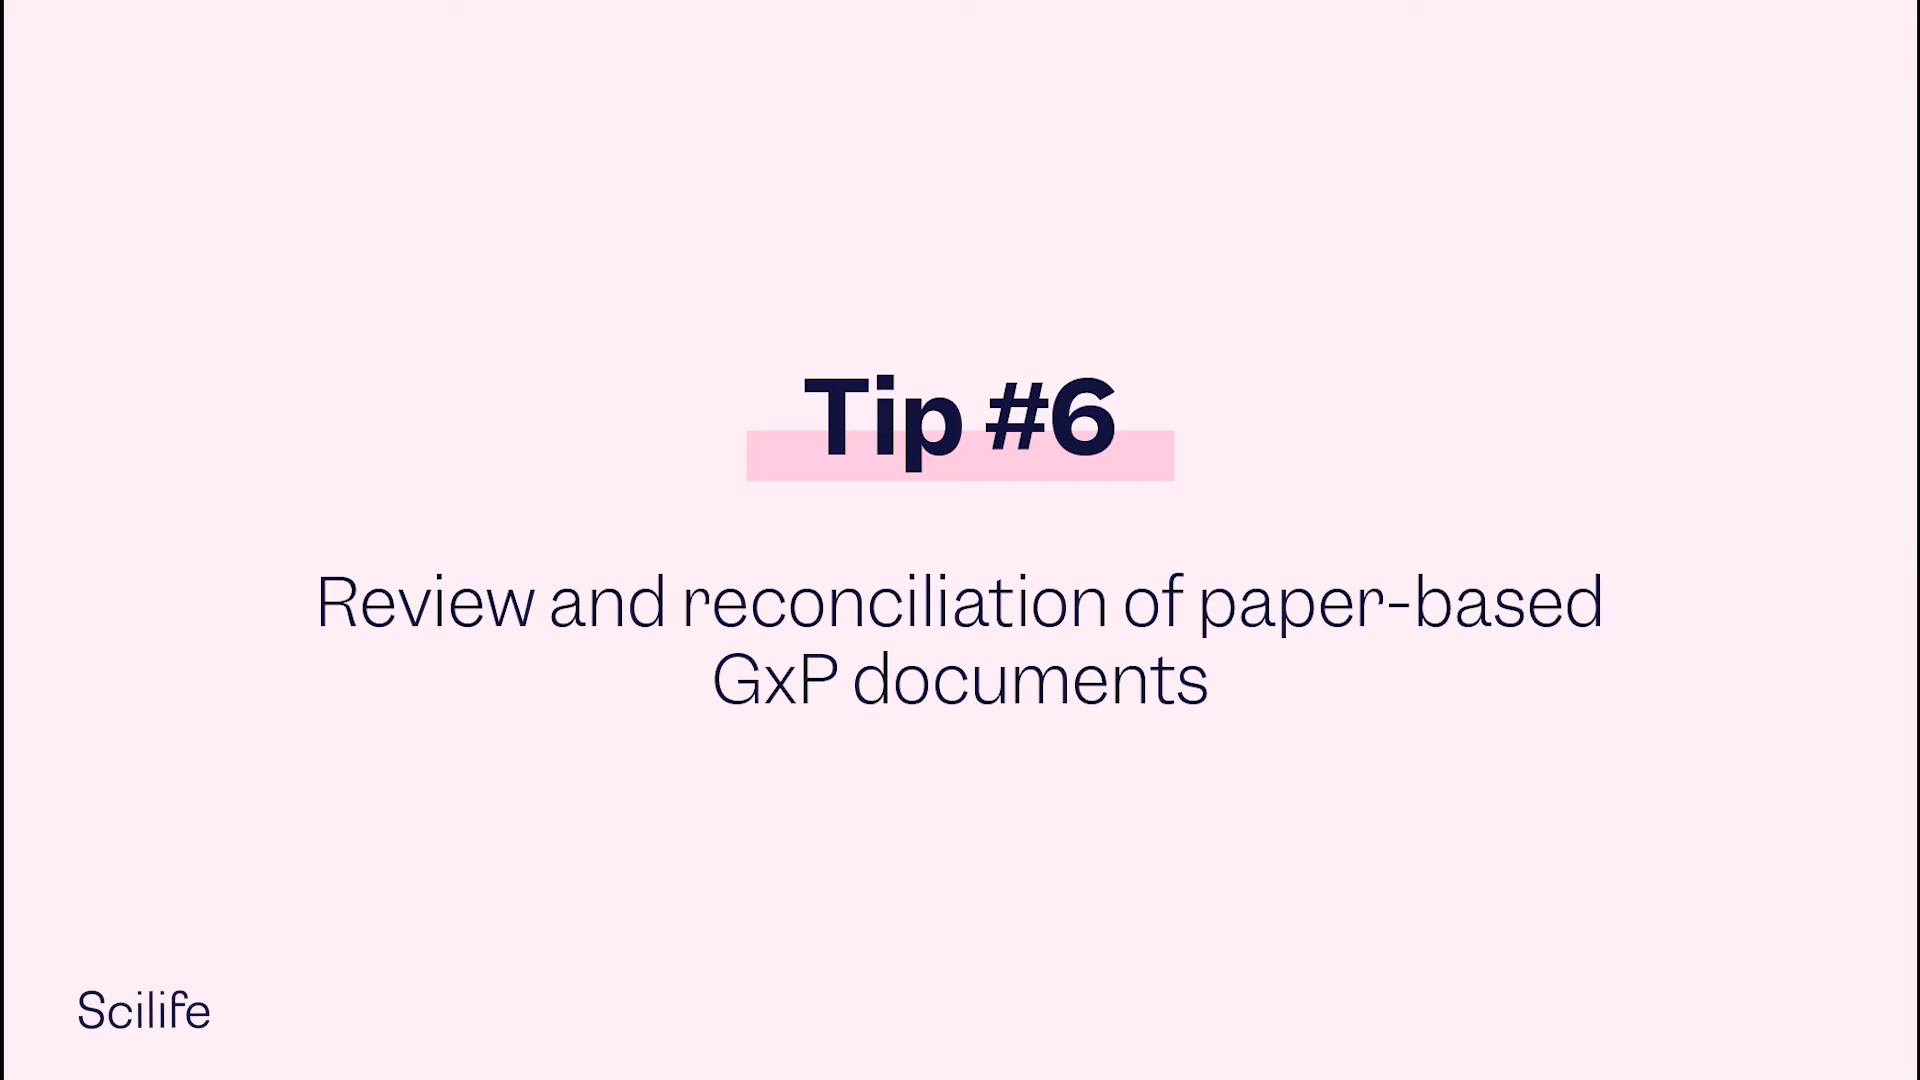 Tip #6
Review and reconciliation of paper-based
GxP documents
Scilife